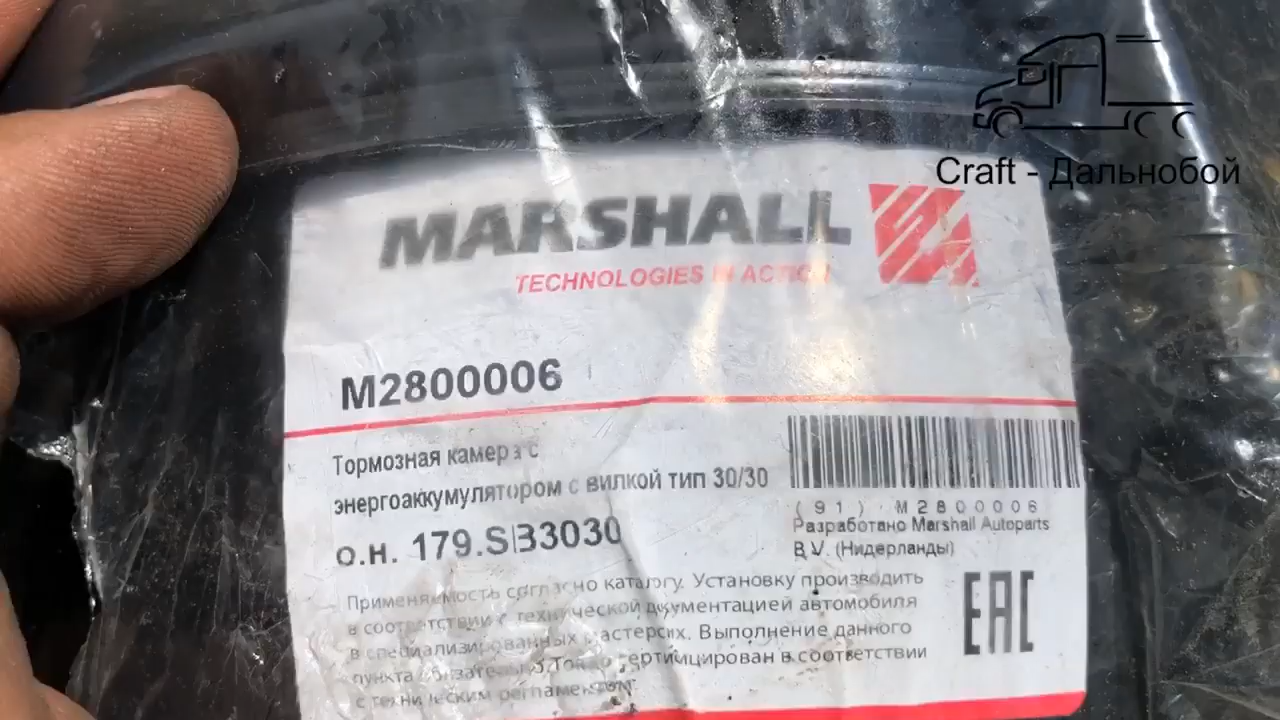 Craft - Дальнобой
MARSHALL
TECHNOLOGIES IN ACTION
M2800006
Тормозная камера с
энергоаккумулятором с вилкой тип 30/30
о.н. 179.SB3030
(91) M2800006
Разработано Marshall Autoparts
B.V. (Нидерланды)
Применяемость согласно каталогу. Установку производить
в соответствии с технической документацией автомобиля
в специализированных мастерских. Выполнение данного
пункта обязательно. Товар сертифицирован в соответствии
с техническим регламентом
EAC